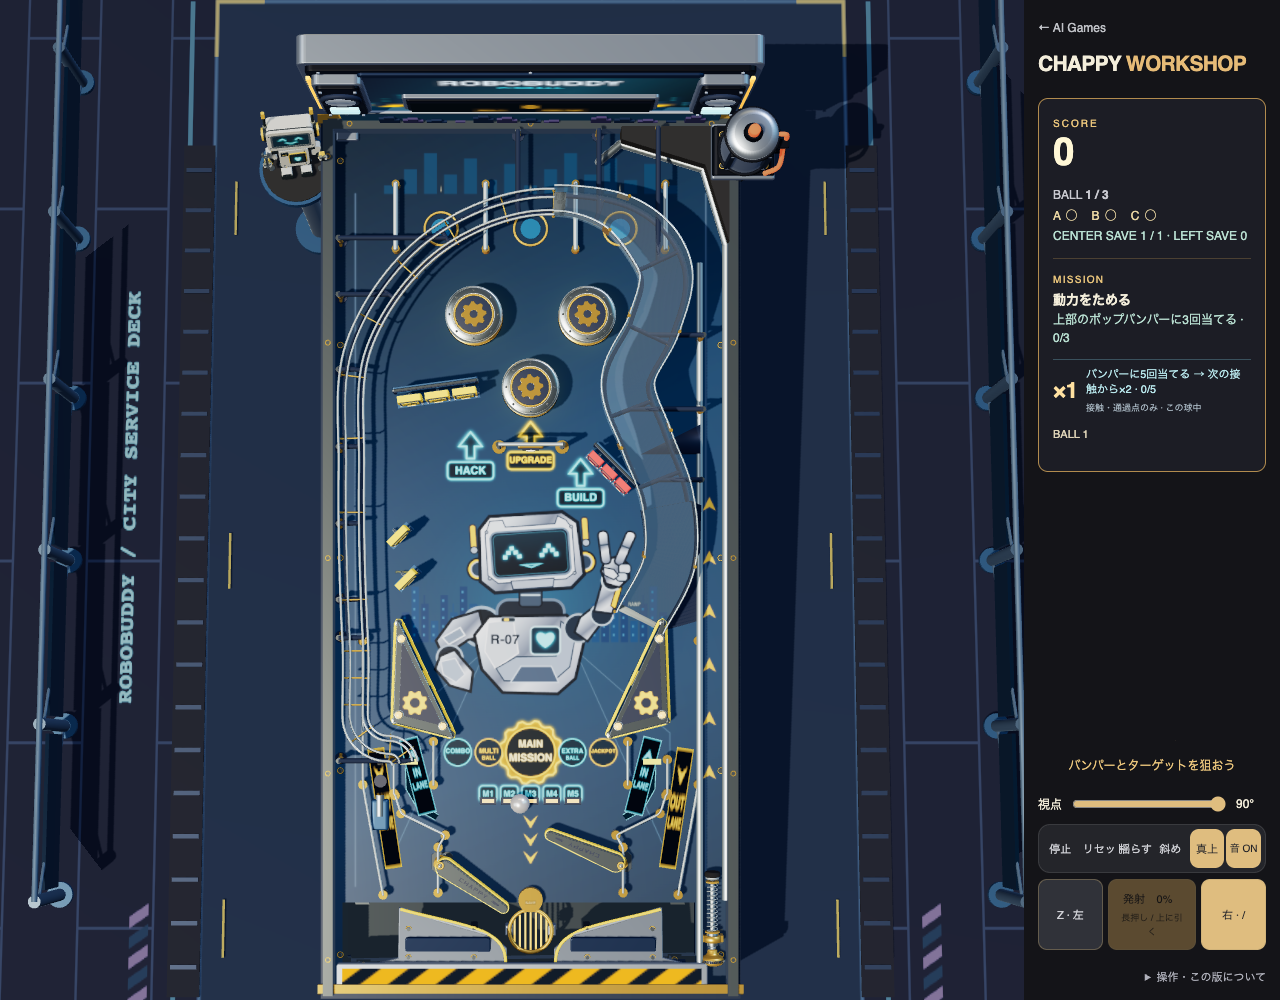 ← AI Games
CHAPPY WORKSHOP
SCORE
0
BALL 1 / 3
A ○ B ○ C ○
CENTER SAVE 1 / 1 · LEFT SAVE 0
MISSION
動力をためる
上部のポップバンパーに3回当てる ·
0/3
×1
バンパーに5回当てる → 次の接
触から×2 · 0/5
接触・通過点のみ · この球中
BALL 1
バンパーとターゲットを狙おう
視点
90°
停止
リセッ
揺らす
斜め
真上
音 ON
Z · 左
発射 0%
長押し / 上に引
く
右 · /
▶ 操作・この版について
ROBOBUDDY
ROBOBUDDY / CITY SERVICE DECK
HACK
UPGRADE
BUILD
R-07
COMBO
MULTI
BALL
MAIN
MISSION
EXTRA
BALL
JACKPOT
M1
M2
M3
M4
M5
IN
LANE
IN
LANE
OUT
LANE